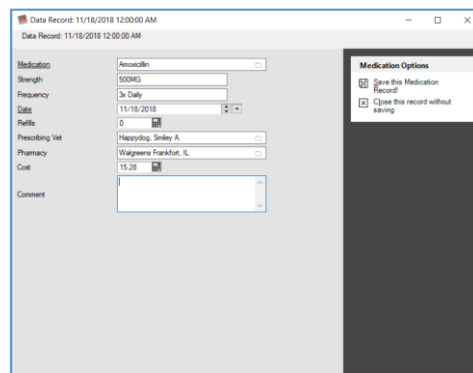 Data Record: 11/18/2018 12:00:00 AM
Data Record: 11/18/2018 12:00:00 AM
Medication Amoxicillin
Strength 500MG
Frequency 3x Daily
Date 11/18/2018
Refills 0
Prescribing Vet Happydog, Smiley A.
Pharmacy Walgreens Frankfort, IL
Cost 15.28
Comment
Medication Options
Save this Medication
Record!
Close this record without
saving